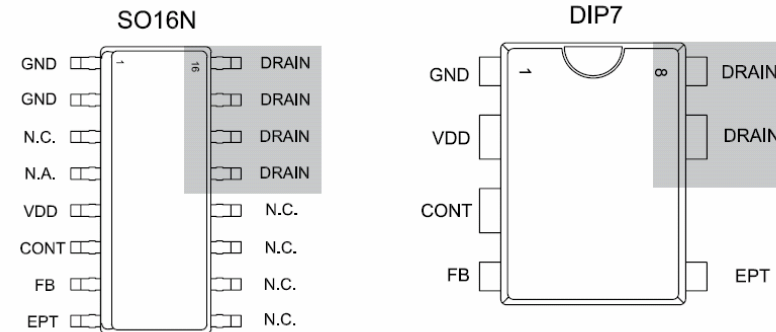 SO16N
DIP7
GND 1 16 DRAIN
GND DRAIN
N.C. DRAIN
N.A. DRAIN
VDD N.C.
CONT N.C.
FB N.C.
EPT N.C.
GND 1 8 DRAIN
VDD DRAIN
CONT
FB EPT